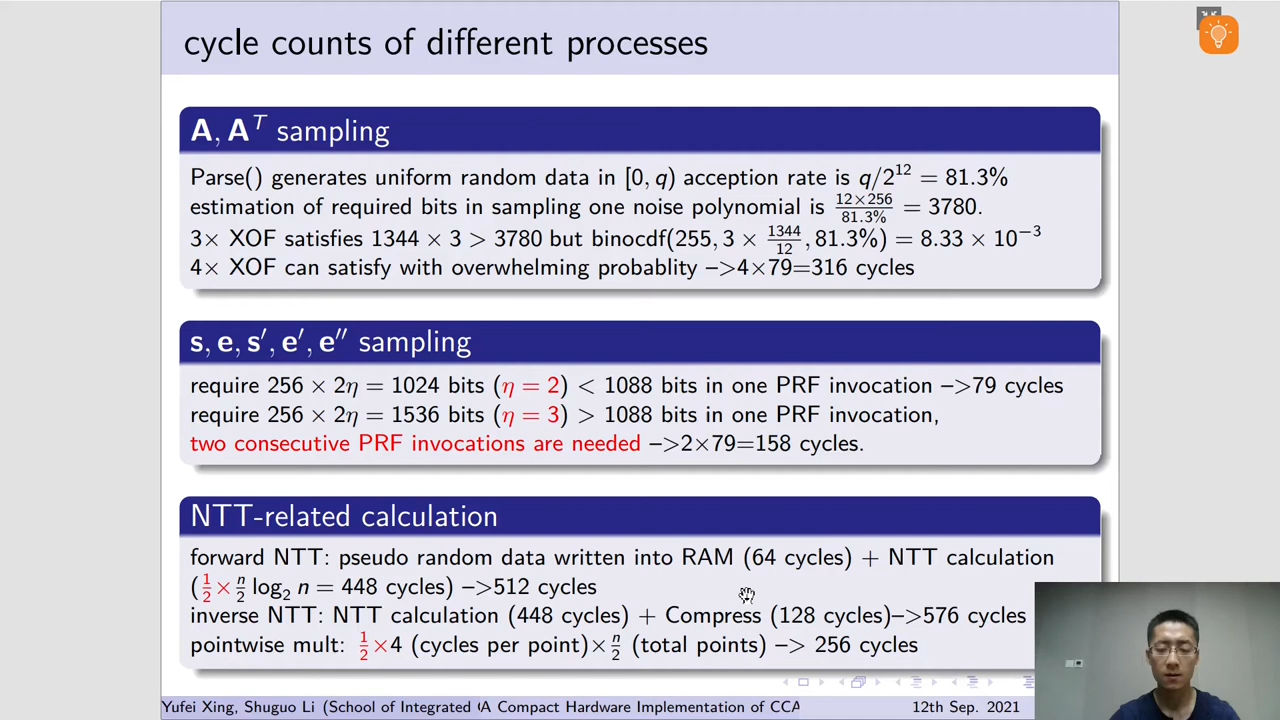 cycle counts of different processes
A, A^T sampling
Parse() generates uniform random data in [0, q) acception rate is q/2^12 = 81.3%
estimation of required bits in sampling one noise polynomial is \frac{12×256}{81.3%} = 3780.
3× XOF satisfies 1344 × 3 > 3780 but binocdf(255, 3 × \frac{1344}{12}, 81.3%) = 8.33 × 10^−3
4× XOF can satisfy with overwhelming probablity –>4×79=316 cycles
s, e, s′, e′, e″ sampling
require 256 × 2η = 1024 bits (η = 2) < 1088 bits in one PRF invocation –>79 cycles
require 256 × 2η = 1536 bits (η = 3) > 1088 bits in one PRF invocation,
two consecutive PRF invocations are needed –>2×79=158 cycles.
NTT-related calculation
forward NTT: pseudo random data written into RAM (64 cycles) + NTT calculation
(\frac{1}{2}×\frac{n}{2} log_2 n = 448 cycles) –>512 cycles
inverse NTT: NTT calculation (448 cycles) + Compress (128 cycles)–>576 cycles
pointwise mult: \frac{1}{2}×4 (cycles per point)×\frac{n}{2} (total points) –> 256 cycles
Yufei Xing, Shuguo Li (School of Integrated A Compact Hardware Implementation of CCA 12th Sep. 2021